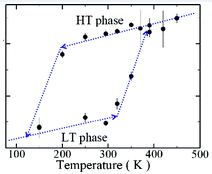 HT phase
LT phase
100 200 300 400 500
Temperature ( K )